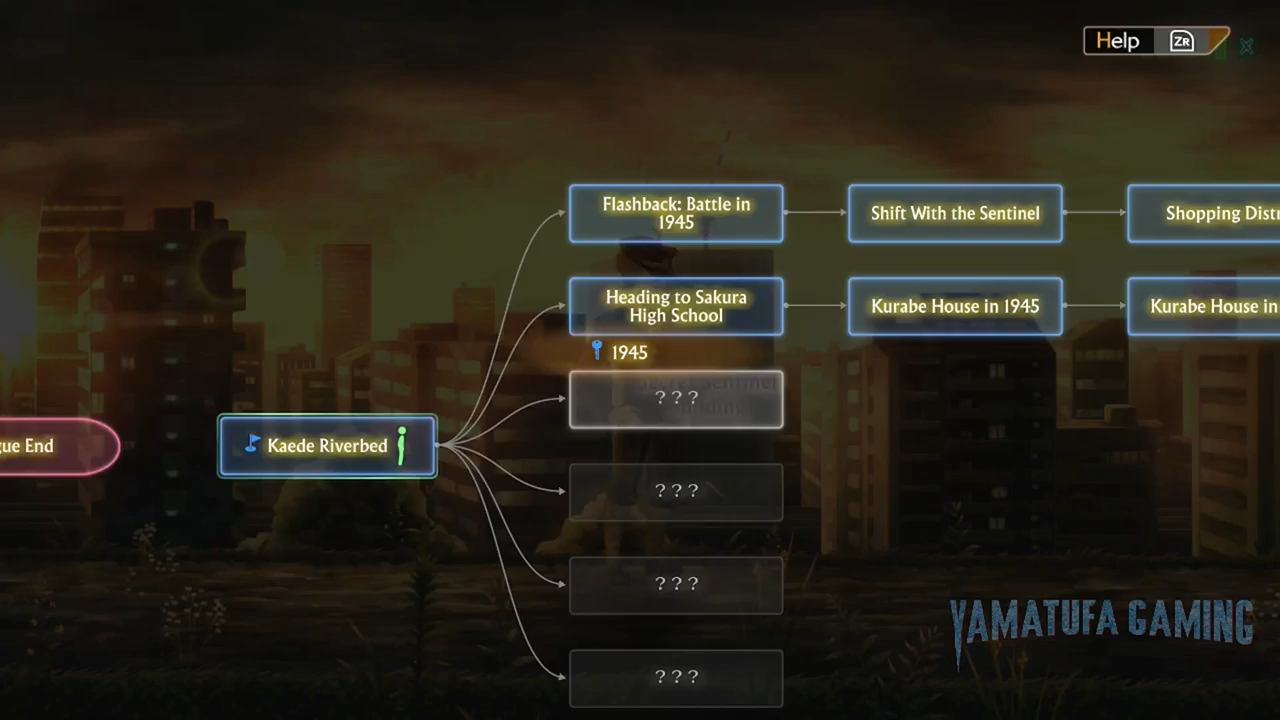 Help ZR
Flashback: Battle in
1945
Shift With the Sentinel
Shopping Distr
Heading to Sakura
High School
Kurabe House in 1945
Kurabe House in
1945
???
gue End
Kaede Riverbed
???
???
???
YAMATUFA GAMING